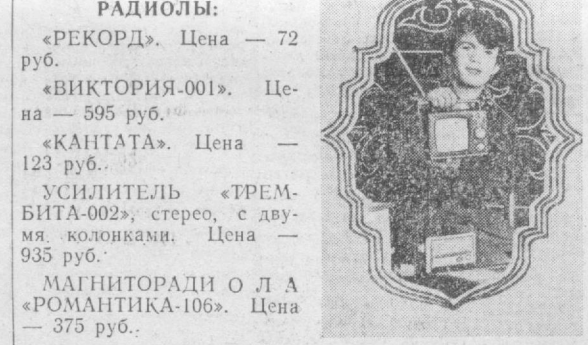 РАДИОЛЫ:
«РЕКОРД». Цена — 72
руб.
«ВИКТОРИЯ-001». Це-
на — 595 руб.
«КАНТАТА». Цена —
123 руб.
УСИЛИТЕЛЬ «ТРЕМ-
БИТА-002», стерео, с дву-
мя колонками. Цена —
935 руб.
МАГНИТОРАДИ О Л А
«РОМАНТИКА-106». Цена
— 375 руб.